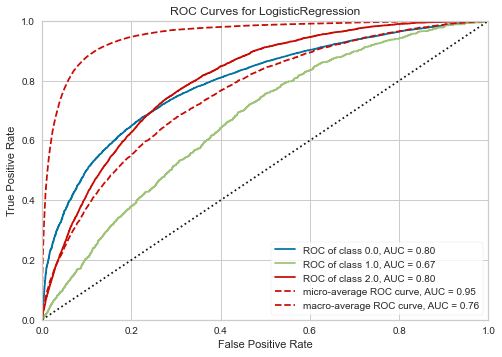 ROC Curves for LogisticRegression
True Positive Rate
1.0
0.8
0.6
0.4
0.2
0.0
ROC of class 0.0, AUC = 0.80
ROC of class 1.0, AUC = 0.67
ROC of class 2.0, AUC = 0.80
micro-average ROC curve, AUC = 0.95
macro-average ROC curve, AUC = 0.76
0.0 0.2 0.4 0.6 0.8 1.0
False Positive Rate